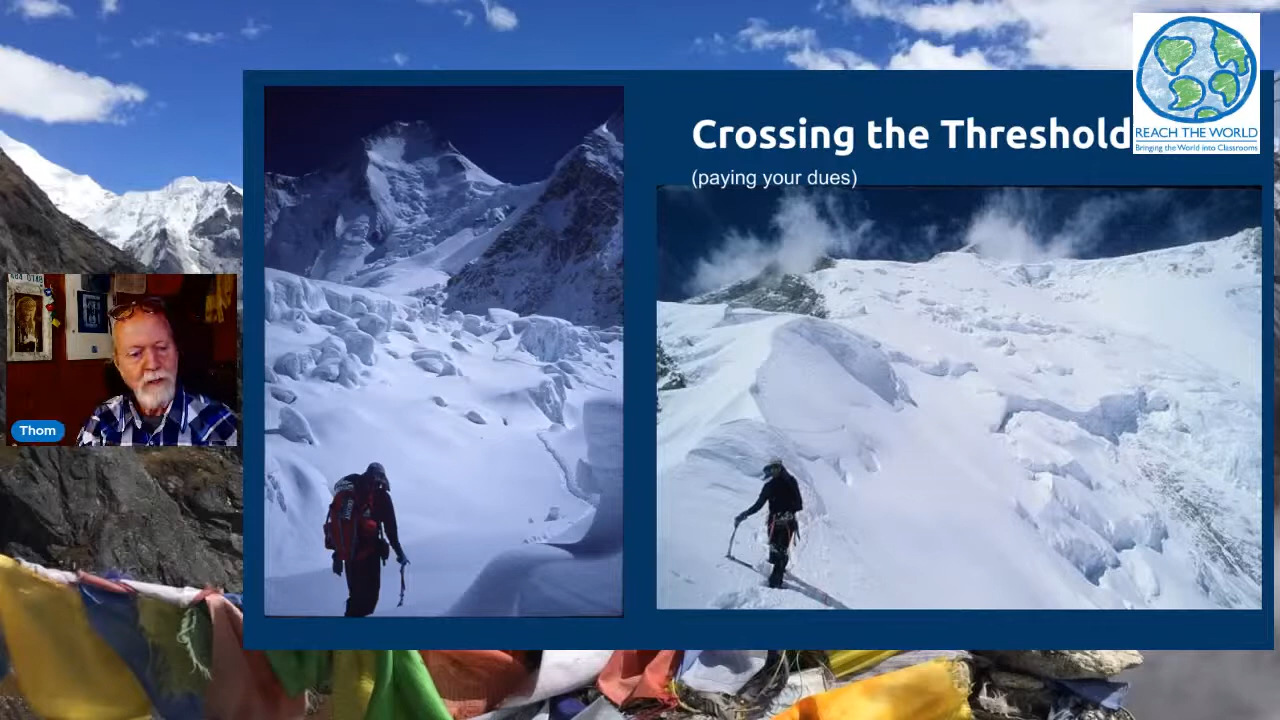 Crossing the Threshold
(paying your dues)
REACH THE WORLD
Bringing the World into Classrooms
Thom